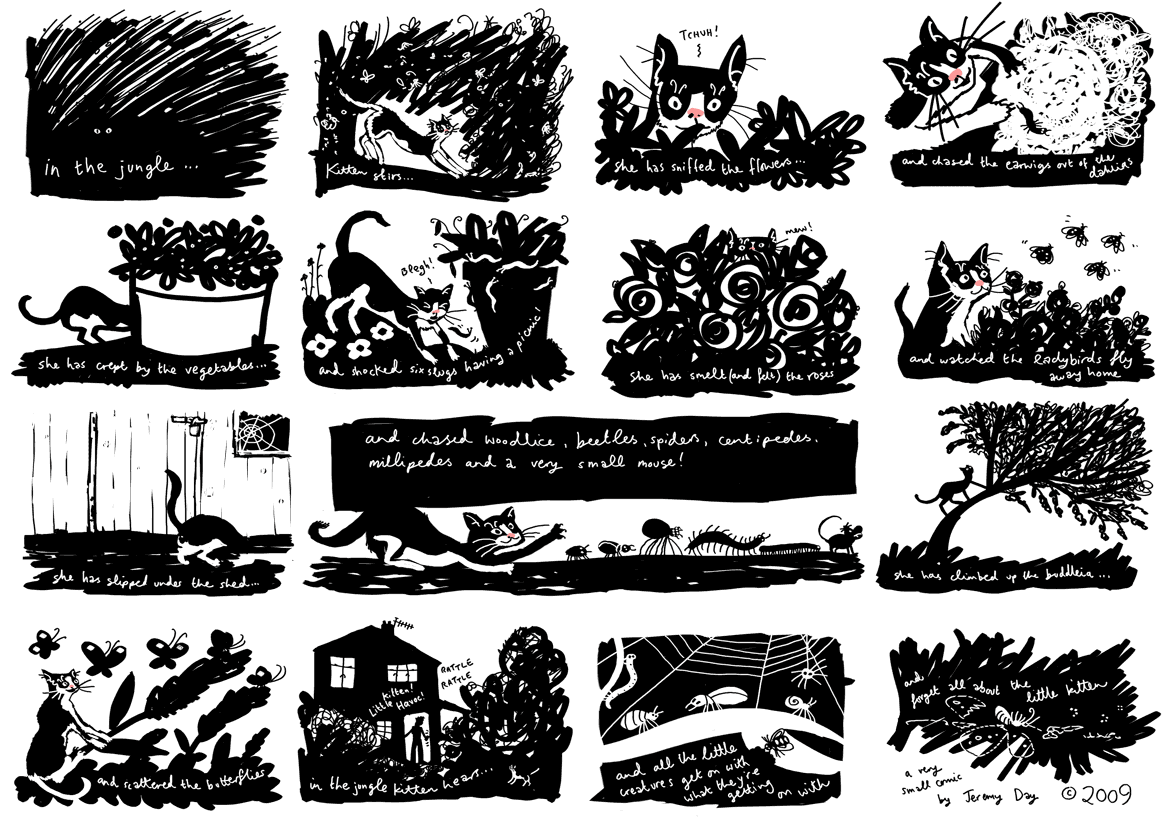 in the jungle ...
Kitten stirs...
TCHUH!
she has sniffed the flowers...
and chased the earwigs out of the
dahlias
she has crept by the vegetables...
Blegh!
and shocked six slugs having a picnic!
mew!
she has smelt (and felt) the roses
and watched the ladybirds fly
away home
she has slipped under the shed...
and chased woodlice, beetles, spiders, centipedes,
millipedes and a very small mouse!
she has climbed up the buddleia ...
and scattered the butterflies
RATTLE
RATTLE
Kitten!
Little Havoc!
in the jungle kitten hears...
and all the little
creatures get on with
what they're
getting on with
and
forget all about the
little kitten
a very
small comic
by Jeremy Day © 2009